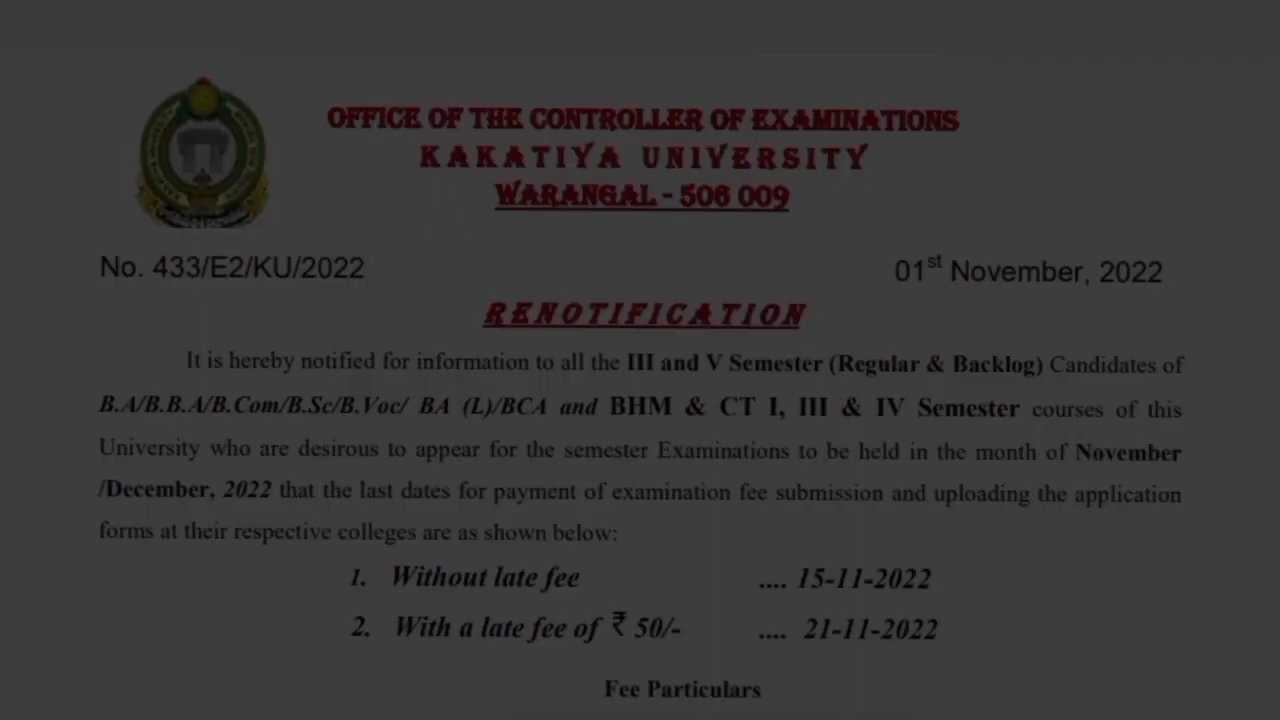 OFFICE OF THE CONTROLLER OF EXAMINATIONS
KAKATIYA UNIVERSITY
WARANGAL - 506 009
No. 433/E2/KU/2022
01st November, 2022
RENOTIFICATION
It is hereby notified for information to all the III and V Semester (Regular & Backlog) Candidates of
B.A/B.B.A/B.Com/B.Sc/B.Voc/ BA (L)/BCA and BHM & CT I, III & IV Semester courses of this
University who are desirous to appear for the semester Examinations to be held in the month of November
/December, 2022 that the last dates for payment of examination fee submission and uploading the application
forms at their respective colleges are as shown below:
1. Without late fee .... 15-11-2022
2. With a late fee of ₹ 50/- .... 21-11-2022
Fee Particulars